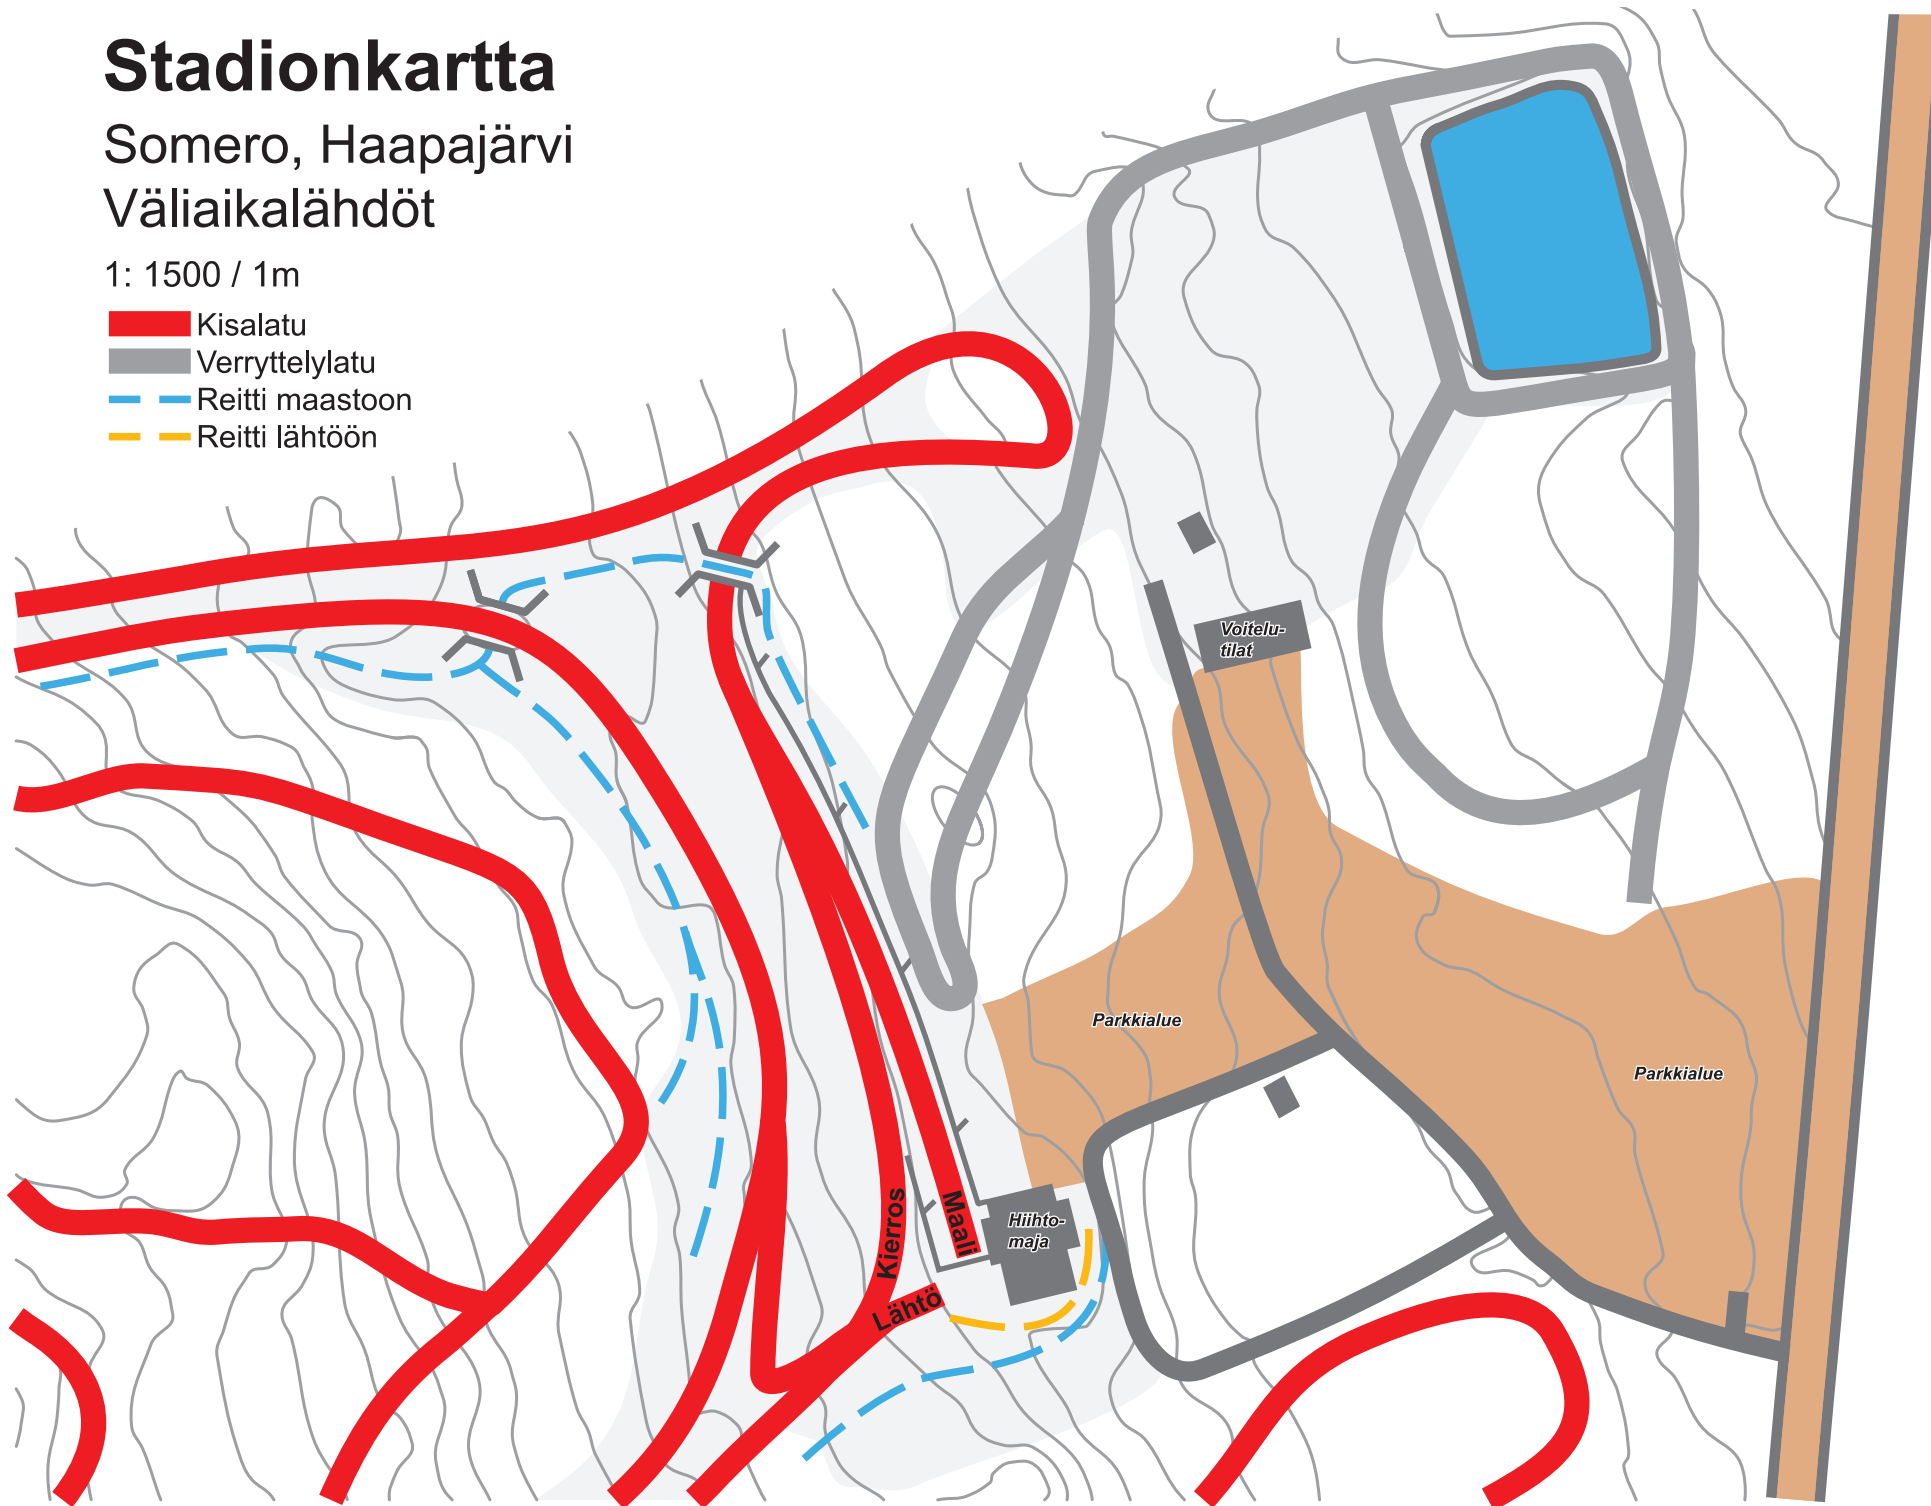 Stadionkartta
Somero, Haapajärvi
Väliaikalähdöt
1: 1500 / 1m
Kisalatu
Verryttelylatu
Reitti maastoon
Reitti lähtöön
Voitelu-
tilat
Parkkialue
Parkkialue
Kierros
Maali
Hiihto-
maja
Lähtö